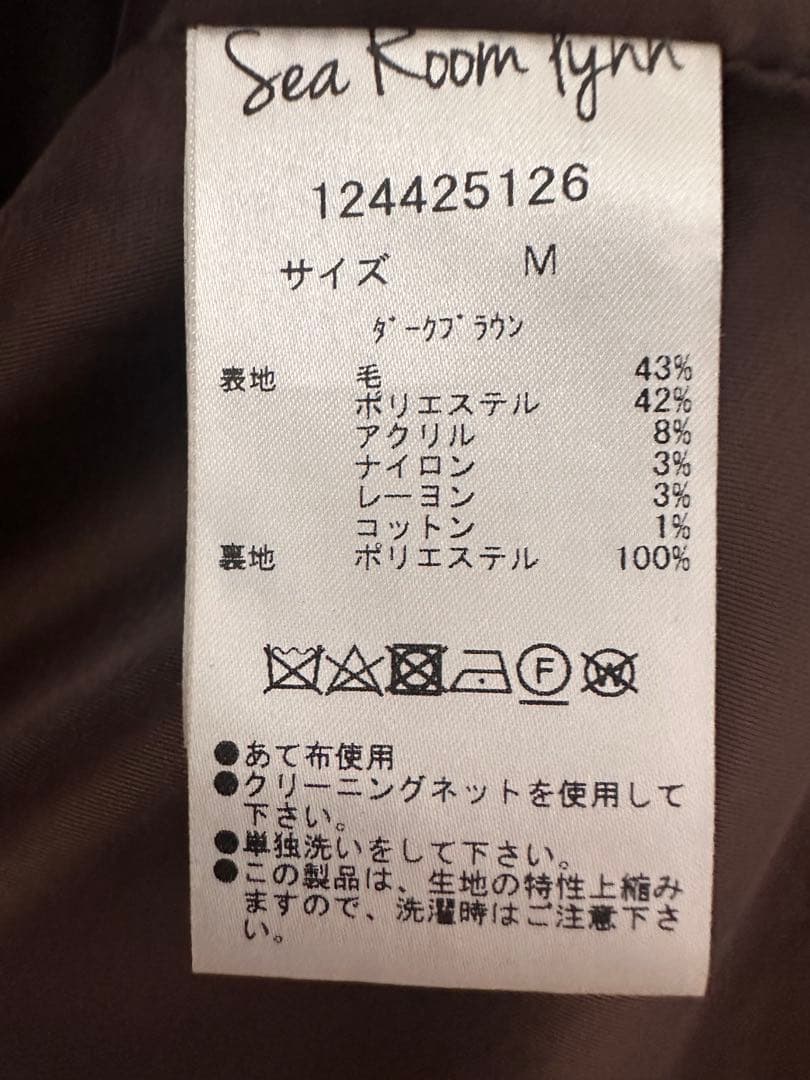 Sea Room lynn
124425126
サイズ M
ﾀﾞｰｸﾌﾞﾗｳﾝ
表地 毛 43%
ポリエステル 42%
アクリル 8%
ナイロン 3%
レーヨン 3%
コットン 1%
裏地 ポリエステル 100%
F W
●あて布使用
●クリーニングネットを使用して
下さい。
●単独洗いをして下さい。
●この製品は、生地の特性上縮み
ますので、洗濯時はご注意下さ
い。